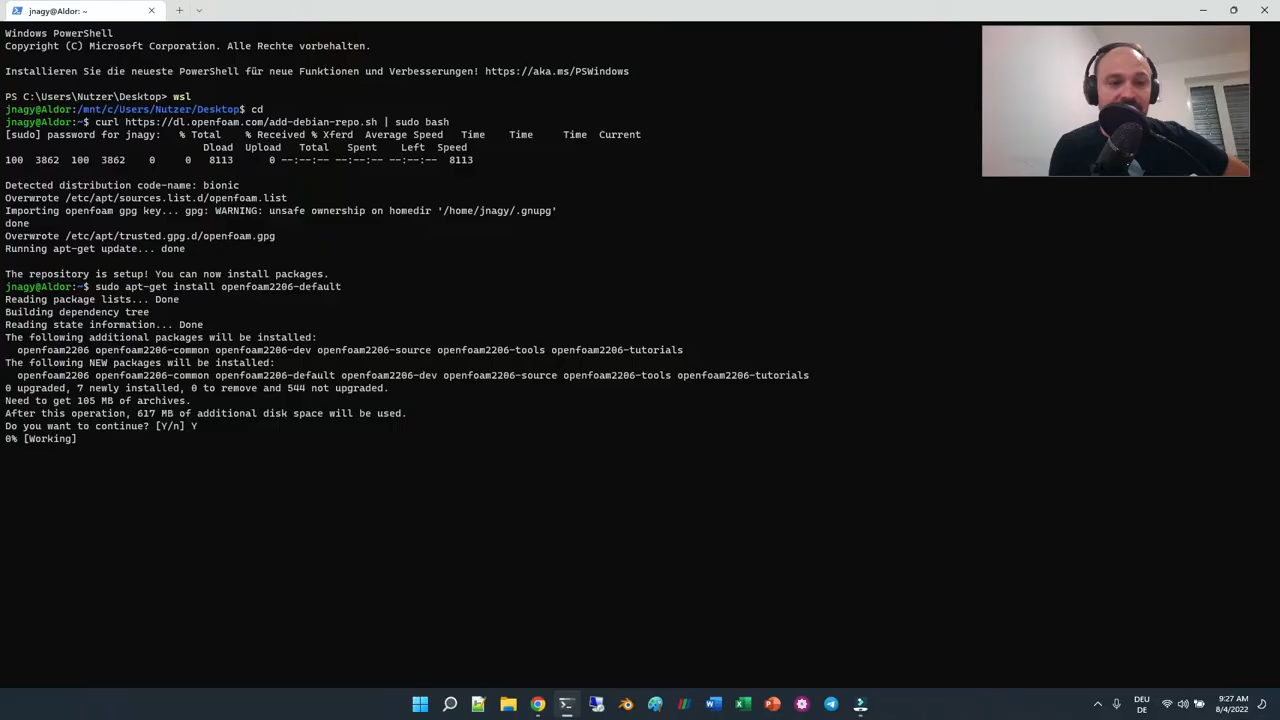 jnagy@Aldor: ~
Windows PowerShell
Copyright (C) Microsoft Corporation. Alle Rechte vorbehalten.
Installieren Sie die neueste PowerShell für neue Funktionen und Verbesserungen! https://aka.ms/PSWindows
PS C:\Users\Nutzer\Desktop> wsl
jnagy@Aldor:/mnt/c/Users/Nutzer/Desktop$ cd
jnagy@Aldor:~$ curl https://dl.openfoam.com/add-debian-repo.sh | sudo bash
[sudo] password for jnagy:   % Total    % Received % Xferd  Average Speed   Time    Time     Time  Current
Dload  Upload   Total   Spent    Left  Speed
100  3862  100  3862    0     0   8113      0 --:--:-- --:--:-- --:--:--  8113
Detected distribution code-name: bionic
Overwrote /etc/apt/sources.list.d/openfoam.list
Importing openfoam gpg key... gpg: WARNING: unsafe ownership on homedir '/home/jnagy/.gnupg'
done
Overwrote /etc/apt/trusted.gpg.d/openfoam.gpg
Running apt-get update... done
The repository is setup! You can now install packages.
jnagy@Aldor:~$ sudo apt-get install openfoam2206-default
Reading package lists... Done
Building dependency tree
Reading state information... Done
The following additional packages will be installed:
openfoam2206 openfoam2206-common openfoam2206-dev openfoam2206-source openfoam2206-tools openfoam2206-tutorials
The following NEW packages will be installed:
openfoam2206 openfoam2206-common openfoam2206-default openfoam2206-dev openfoam2206-source openfoam2206-tools openfoam2206-tutorials
0 upgraded, 7 newly installed, 0 to remove and 544 not upgraded.
Need to get 105 MB of archives.
After this operation, 617 MB of additional disk space will be used.
Do you want to continue? [Y/n] Y
0% [Working]
DEU
DE
9:27 AM
8/4/2022